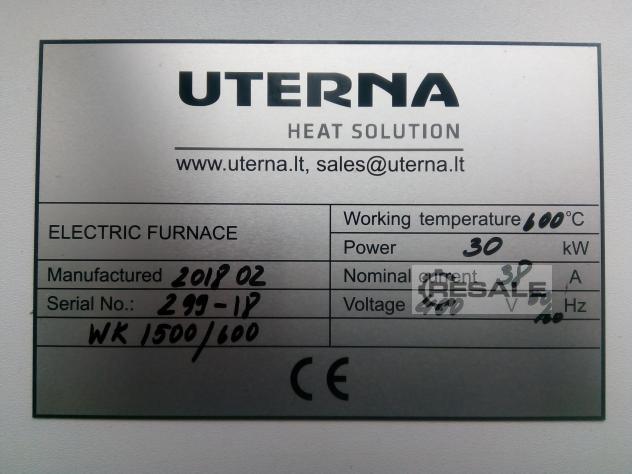 UTERNA
HEAT SOLUTION
www.uterna.lt, sales@uterna.lt
ELECTRIC FURNACE
Manufactured 2018 02
Serial No.: 299-18
WK 1500/600
Working temperature 600 °C
Power 30 kW
Nominal current 38 A
Voltage 400 V Hz
RESALE
CE